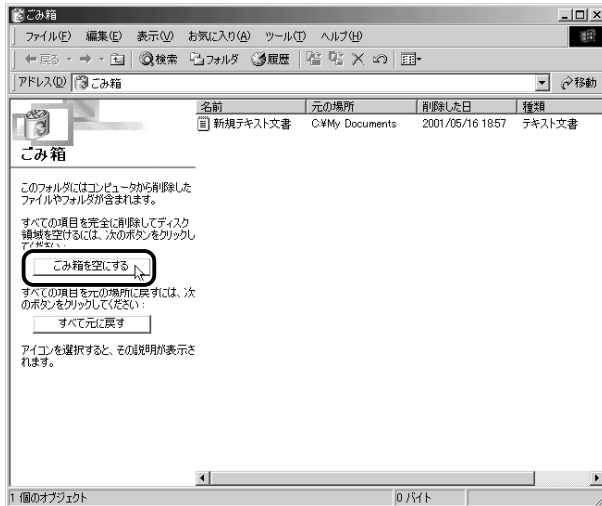 ごみ箱
ファイル(F) 編集(E) 表示(V) お気に入り(A) ツール(T) ヘルプ(H)
戻る 検索 フォルダ 履歴
アドレス(D) ごみ箱 移動
名前 元の場所 削除した日 種類
新規テキスト文書 C:¥My Documents 2001/05/16 18:57 テキスト文書
ごみ箱
このフォルダにはコンピュータから削除した
ファイルやフォルダが含まれます。
すべての項目を完全に削除してディスク
領域を空けるには、次のボタンをクリックし
てください:
ごみ箱を空にする
すべての項目を元の場所に戻すには、次
のボタンをクリックしてください:
すべて元に戻す
アイコンを選択すると、その説明が表示さ
れます。
1 個のオブジェクト 0 バイト